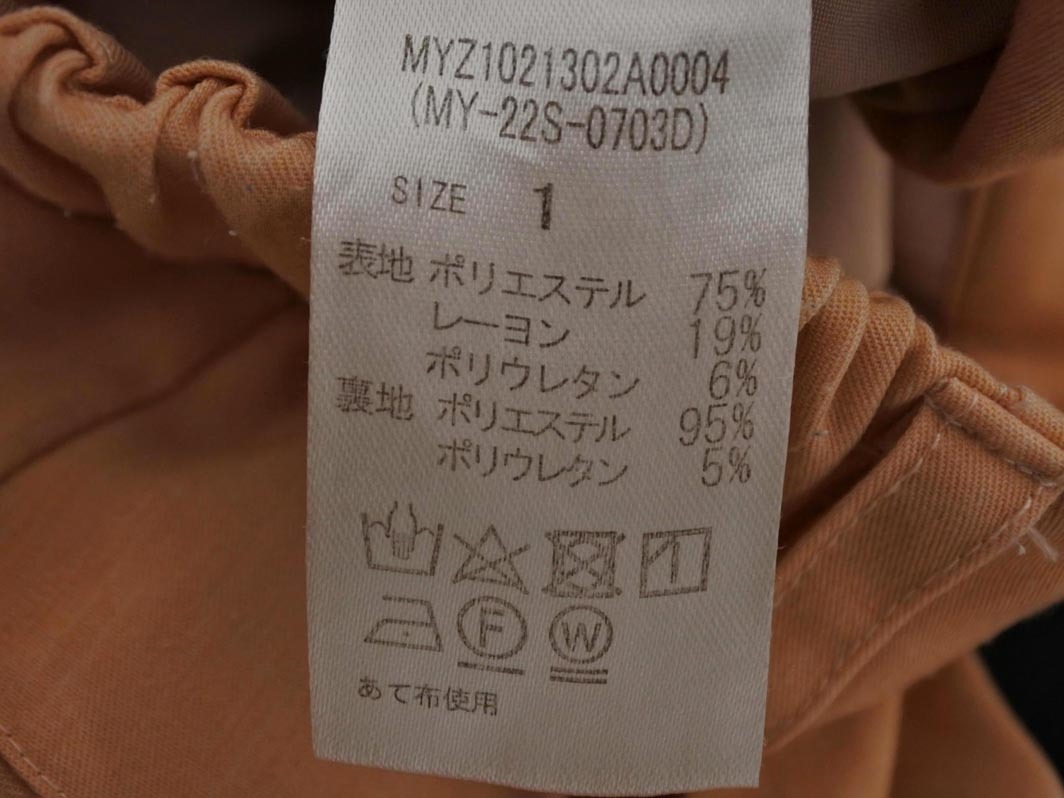 MYZ1021302A0004
(MY-22S-0703D)
SIZE 1
表地 ポリエステル 75%
レーヨン 19%
ポリウレタン 6%
裏地 ポリエステル 95%
ポリウレタン 5%
F W
あて布使用